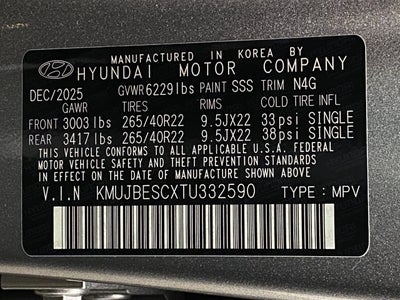 MANUFACTURED IN KOREA BY
HYUNDAI MOTOR COMPANY
DEC/2025 GVWR 6229lbs PAINT SSS TRIM N4G
GAWR TIRES RIMS COLD TIRE INFL
FRONT 3003lbs 265/40R22 9.5JX22 33psi SINGLE
REAR 3417lbs 265/40R22 9.5JX22 38psi SINGLE
THIS VEHICLE CONFORMS TO ALL APPLICABLE U.S.A.FEDERAL
MOTOR VEHICLE SAFETY AND THEFT PREVENTION STANDARDS
IN EFFECT ON THE DATE OF MANUFACTURE SHOWN ABOVE.
V.I.N KMUJBESCXTU332590 TYPE:MPV